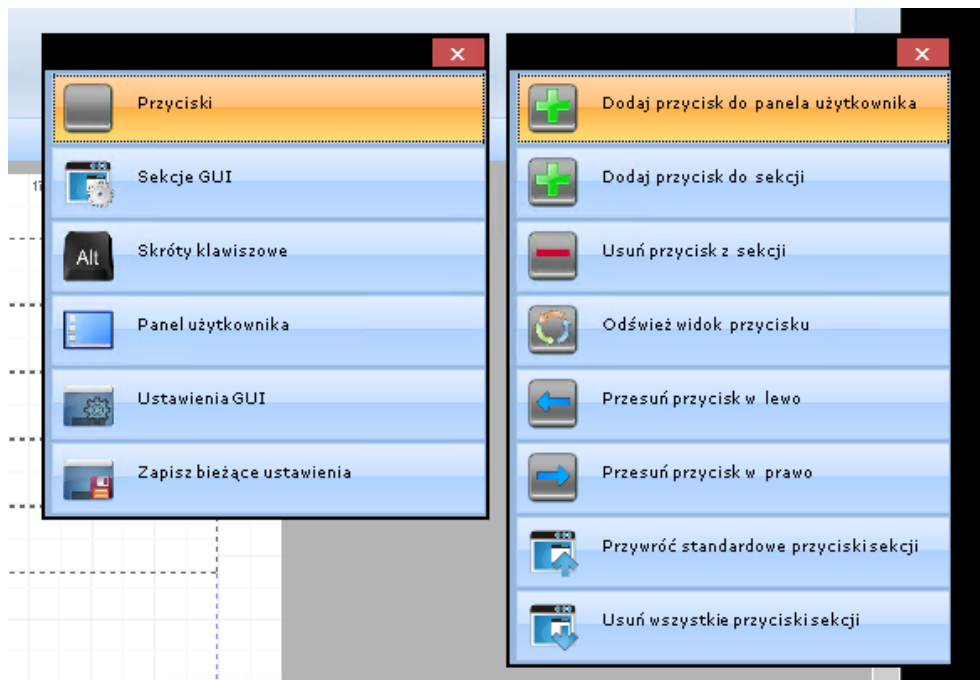 17
Przyciski
Sekcje GUI
Alt
Skróty klawiszowe
Panel użytkownika
Ustawienia GUI
Zapisz bieżące ustawienia
Dodaj przycisk do panela użytkownika
Dodaj przycisk do sekcji
Usuń przycisk z sekcji
Odśwież widok przycisku
Przesuń przycisk w lewo
Przesuń przycisk w prawo
Przywróć standardowe przyciski sekcji
Usuń wszystkie przyciski sekcji